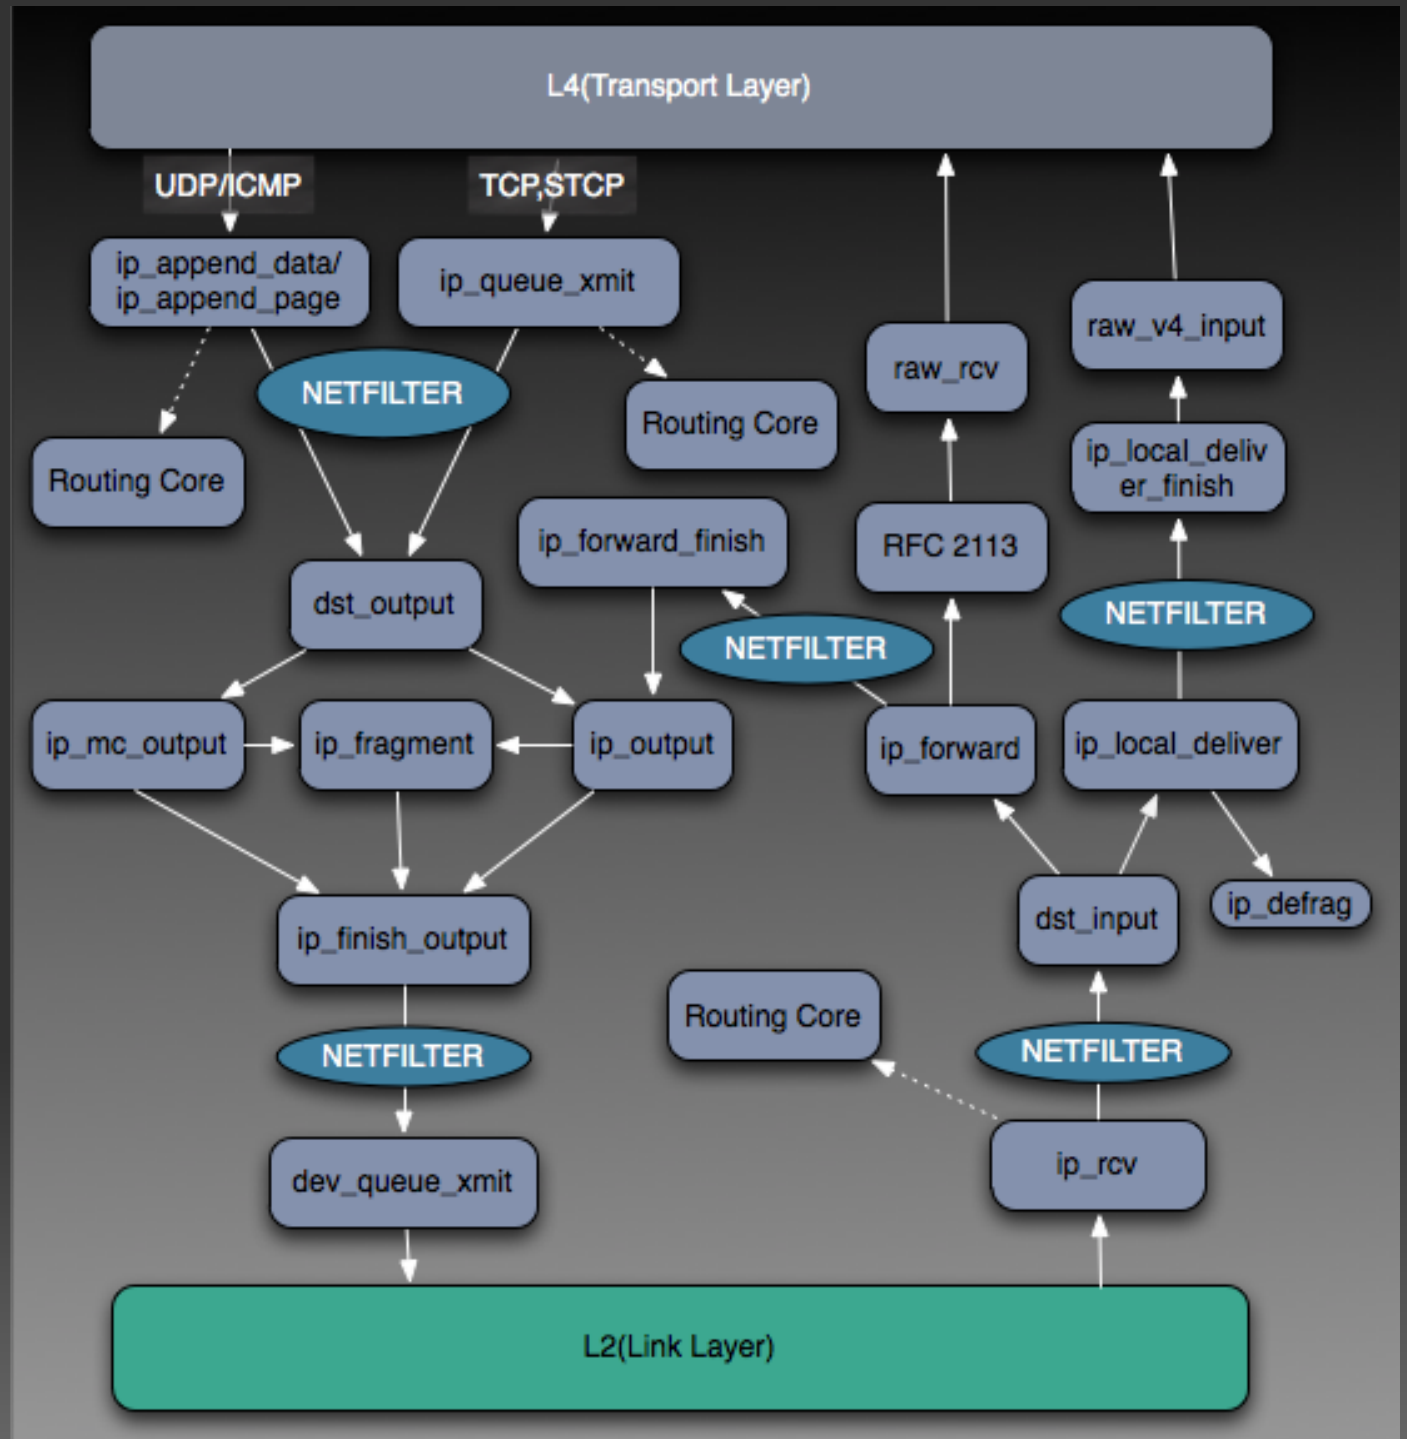 L4(Transport Layer)
UDP/ICMP
TCP,STCP
ip_append_data/
ip_append_page
ip_queue_xmit
raw_v4_input
raw_rcv
NETFILTER
Routing Core
Routing Core
ip_local_deliv
er_finish
ip_forward_finish
RFC 2113
dst_output
NETFILTER
NETFILTER
ip_mc_output
ip_fragment
ip_output
ip_forward
ip_local_deliver
ip_defrag
dst_input
ip_finish_output
Routing Core
NETFILTER
NETFILTER
ip_rcv
dev_queue_xmit
L2(Link Layer)